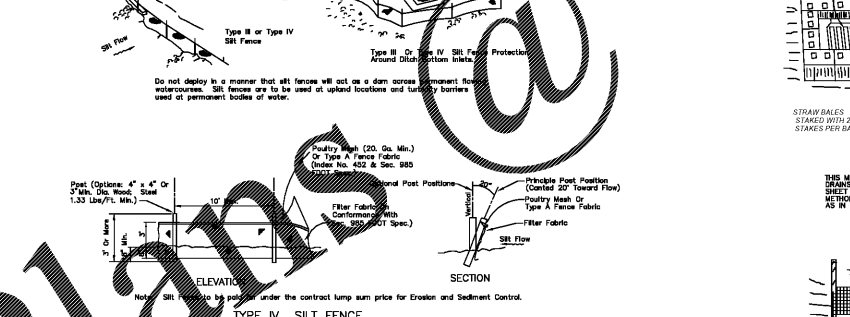 Type III or Type IV
Silt Fence
Silt Flow
Type III Or Type IV Silt Fence Protection
Around Ditch Bottom Inlets.
Do not deploy in a manner that silt fences will act as a dam across permanent flowing
watercourses. Silt fences are to be used at upland locations and turbidity barriers
used at permanent bodies of water.
STRAW BALES
STAKED WITH 2
STAKES PER BA
Poultry Mesh (20. Ga. Min.)
Or Type A Fence Fabric
(Index No. 452 & Sec. 985
FDOT Spec.)
Post (Options: 4" x 4" Or
3" Min. Dia. Wood; Steel
1.33 Lbs/Ft. Min.)
10' Max.
Filter Fabric (In
Conformance With
Sec. 985 FDOT Spec.)
3' Or More
3'
Min.
ELEVATION
Optional Post Positions
20°
Vertical
Principle Post Position
(Canted 20° Toward Flow)
Poultry Mesh Or
Type A Fence Fabric
Filter Fabric
Silt Flow
SECTION
THIS M
DRAINS
SHEET
METHO
AS IN
Note: Silt Fence to be paid for under the contract lump sum price for Erosion and Sediment Control.
TYPE IV SILT FENCE
plans @